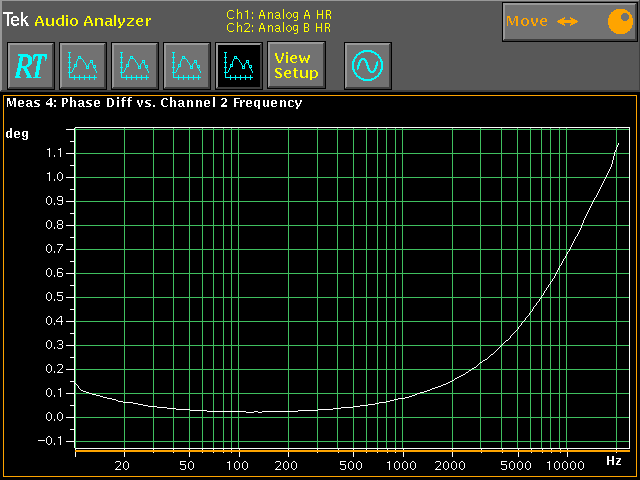 Tek Audio Analyzer
Ch1: Analog A HR
Ch2: Analog B HR
Move
RT
View
Setup
Meas 4: Phase Diff vs. Channel 2 Frequency
deg
1.1
1.0
0.9
0.8
0.7
0.6
0.5
0.4
0.3
0.2
0.1
0.0
−0.1
20 50 100 200 500 1000 2000 5000 10000 Hz